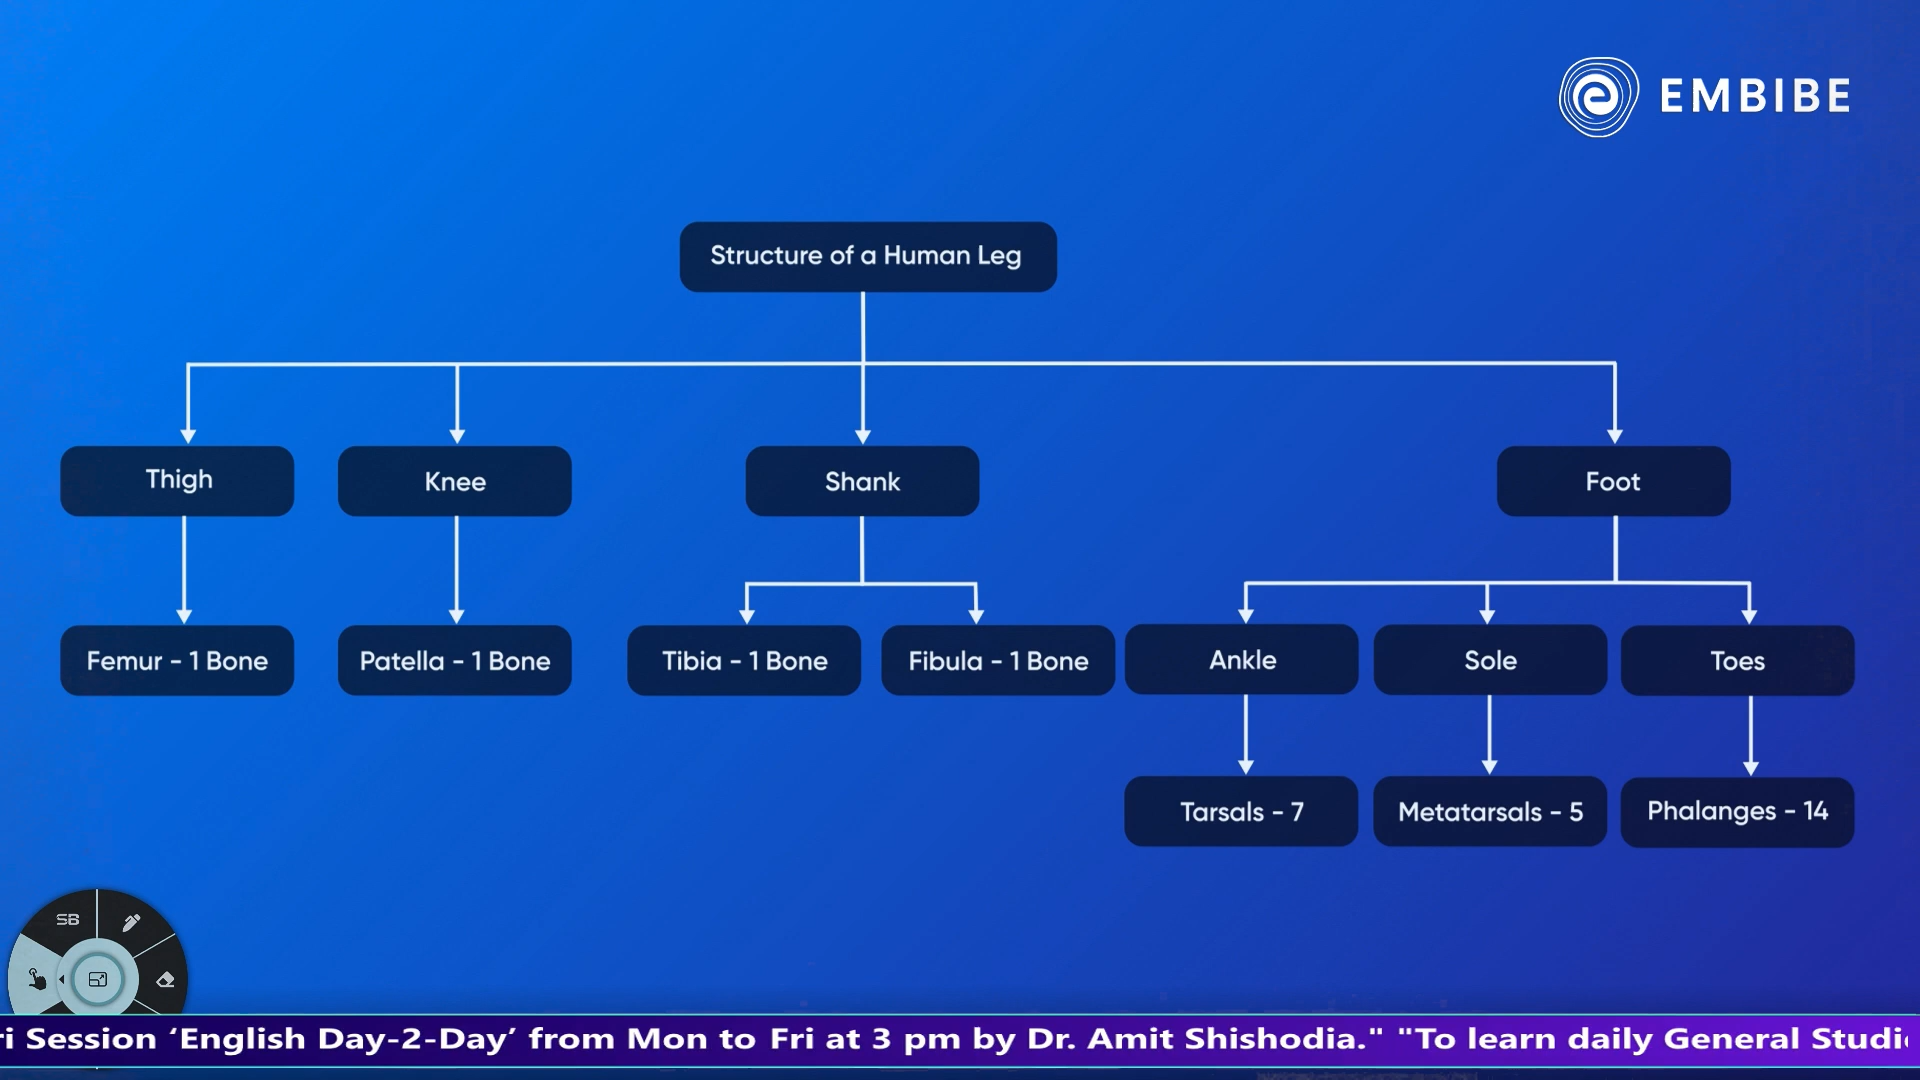 EMBIBE
Structure of a Human Leg
Thigh
Knee
Shank
Foot
Femur - 1 Bone
Patella - 1 Bone
Tibia - 1 Bone
Fibula - 1 Bone
Ankle
Sole
Toes
Tarsals - 7
Metatarsals - 5
Phalanges - 14
SB
ri Session ‘English Day-2-Day’ from Mon to Fri at 3 pm by Dr. Amit Shishodia." "To learn daily General